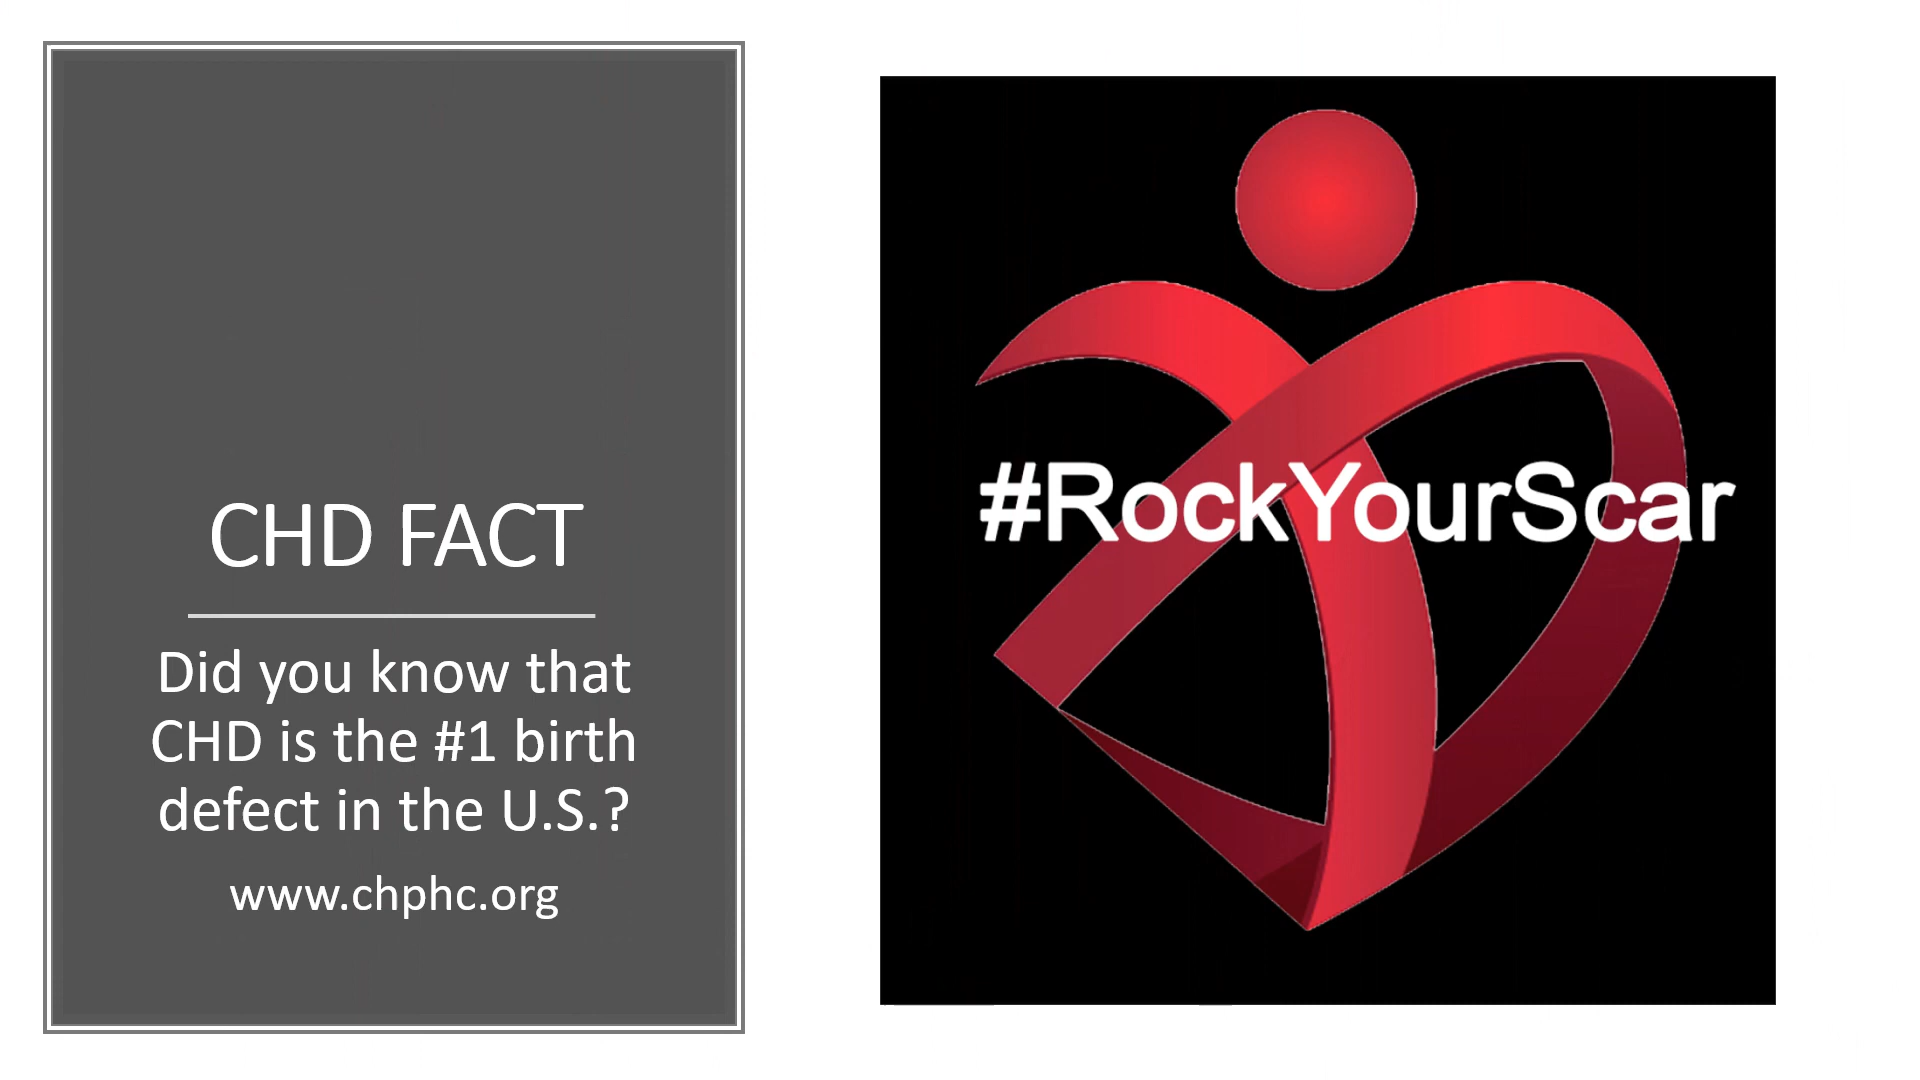 CHD FACT
Did you know that
CHD is the #1 birth
defect in the U.S.?
www.chphc.org
#RockYourScar